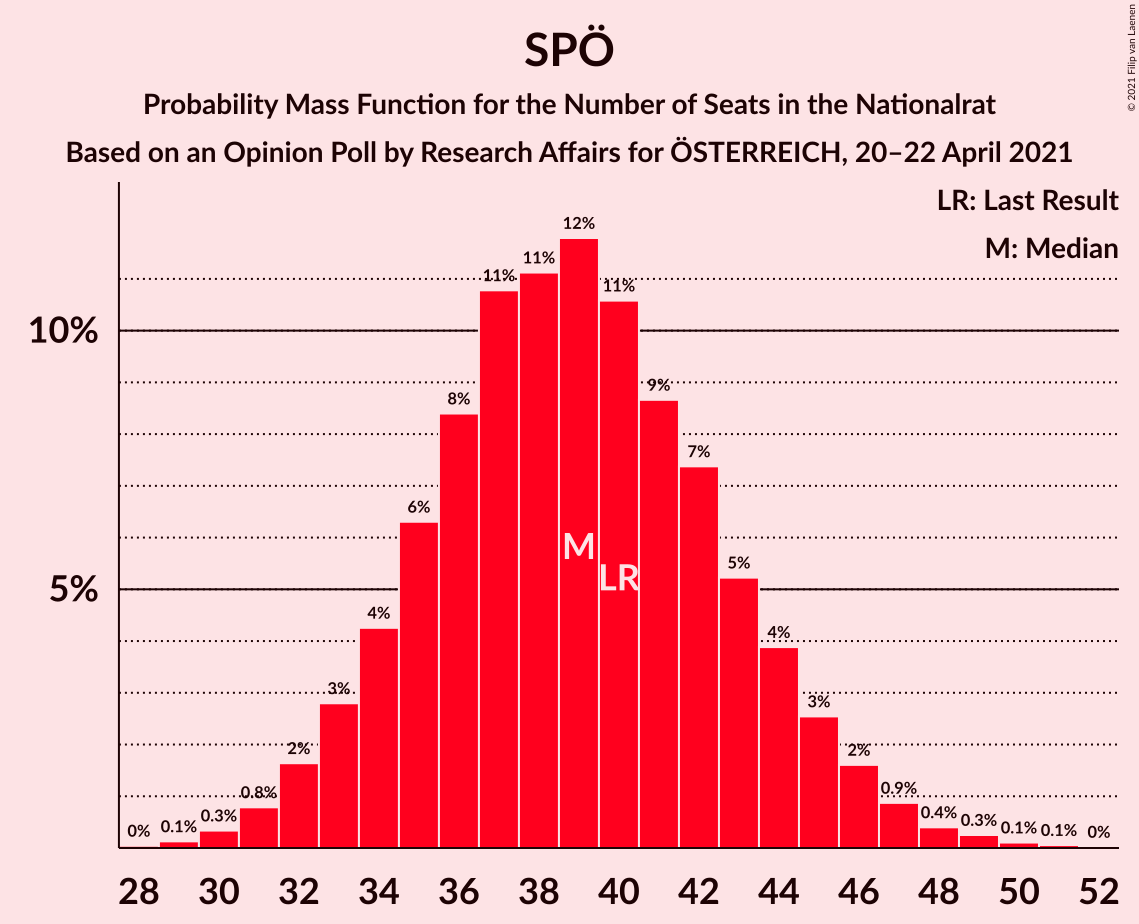 © 2021 Filip van Laenen
SPÖ
Probability Mass Function for the Number of Seats in the Nationalrat
Based on an Opinion Poll by Research Affairs for ÖSTERREICH, 20–22 April 2021
LR: Last Result
M: Median
10%
5%
0% 0.1% 0.3% 0.8% 2% 3% 4% 6% 8% 11% 11% 12% 11% 9% 7% 5% 4% 3% 2% 0.9% 0.4% 0.3% 0.1% 0.1% 0%
M
LR
28 30 32 34 36 38 40 42 44 46 48 50 52